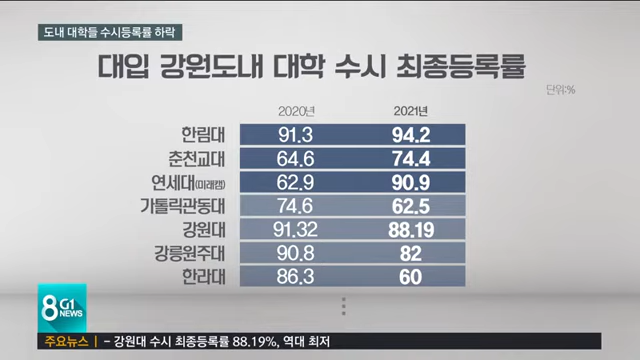 도내 대학들 수시등록률 하락
대입 강원도내 대학 수시 최종등록률
단위:%
2020년 2021년
한림대 91.3 94.2
춘천교대 64.6 74.4
연세대(미래캠) 62.9 90.9
가톨릭관동대 74.6 62.5
강원대 91.32 88.19
강릉원주대 90.8 82
한라대 86.3 60
8 G1 NEWS
주요뉴스 - 강원대 수시 최종등록률 88.19%, 역대 최저